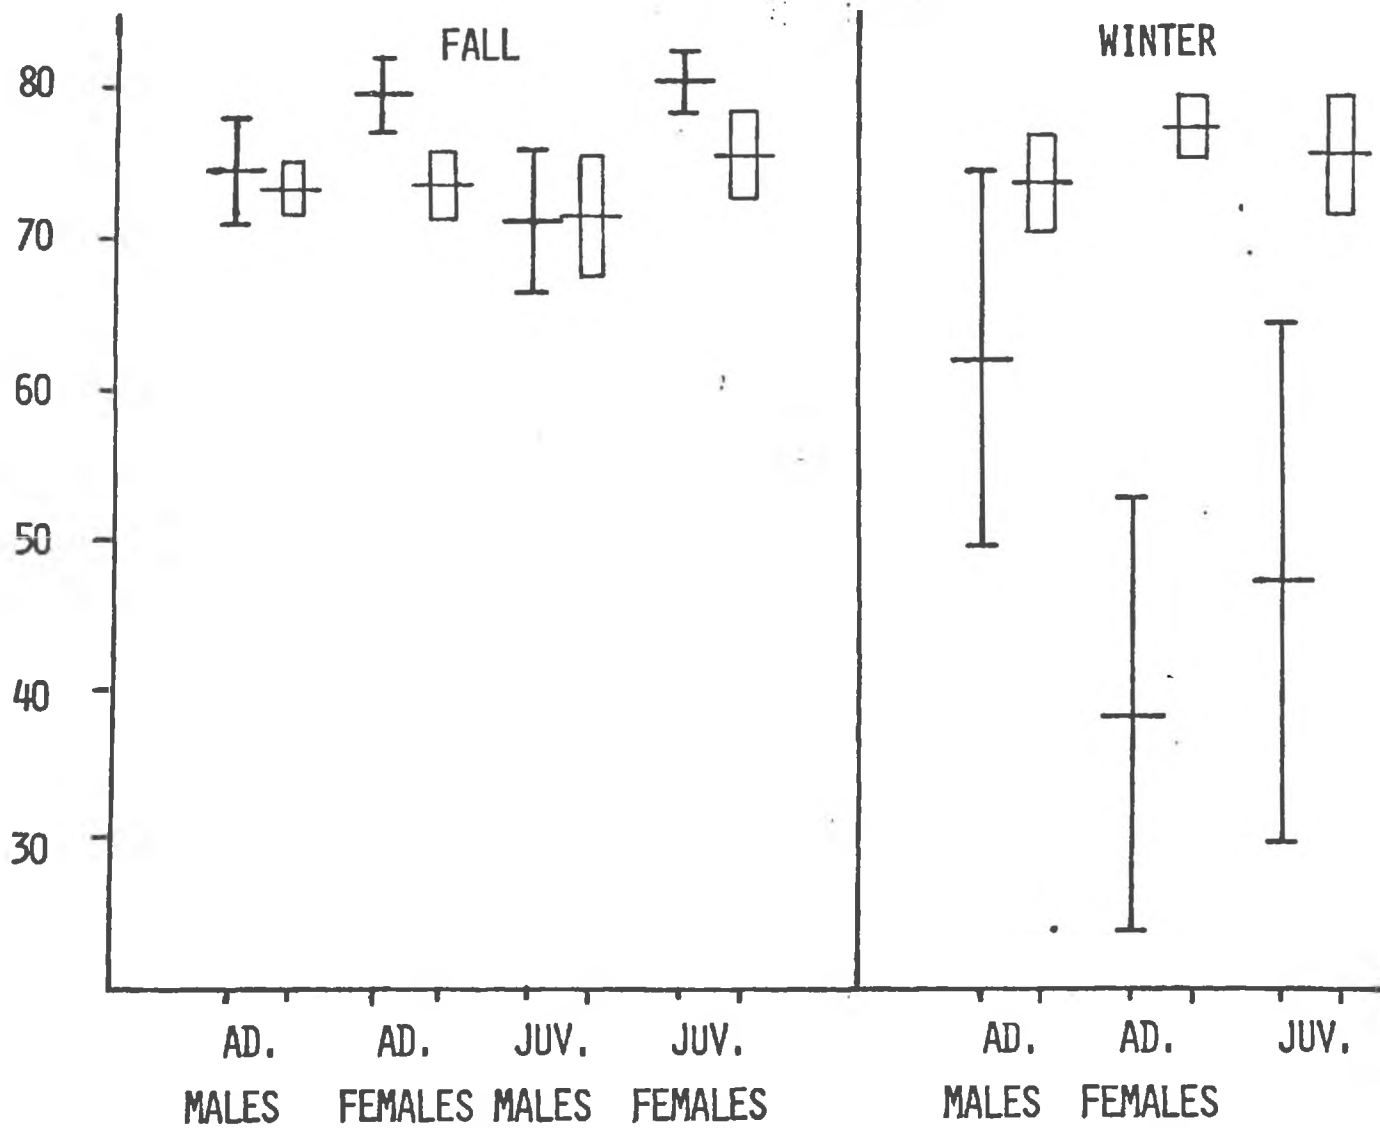 FALL
WINTER
80
70
60
50
40
30
AD. AD. JUV. JUV. AD. AD. JUV.
MALES FEMALES MALES FEMALES MALES FEMALES